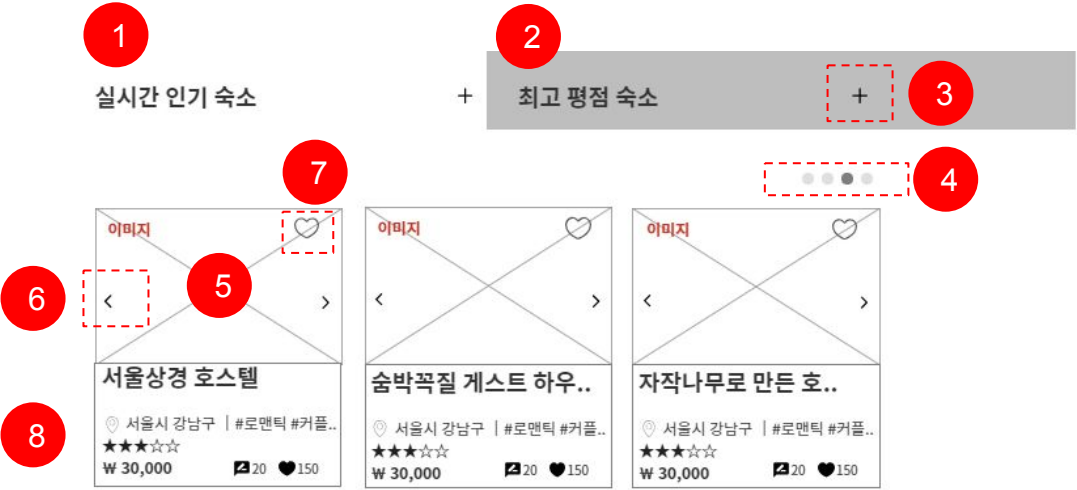 1
2
실시간 인기 숙소 +
최고 평점 숙소 +
3
4
7
이미지
이미지
이미지
5
6
서울상경 호스텔
서울시 강남구 | #로맨틱 #커플..
★★★☆☆
₩ 30,000 20 150
숨박꼭질 게스트 하우..
서울시 강남구 | #로맨틱 #커플..
★★★☆☆
₩ 30,000 20 150
자작나무로 만든 호..
서울시 강남구 | #로맨틱 #커플..
★★★☆☆
₩ 30,000 20 150
8